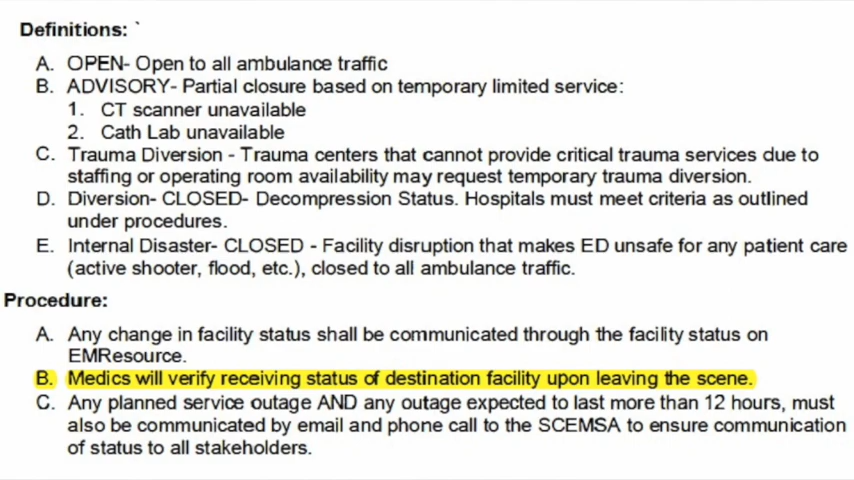 Definitions: `
A. OPEN- Open to all ambulance traffic
B. ADVISORY- Partial closure based on temporary limited service:
1. CT scanner unavailable
2. Cath Lab unavailable
C. Trauma Diversion - Trauma centers that cannot provide critical trauma services due to
staffing or operating room availability may request temporary trauma diversion.
D. Diversion- CLOSED- Decompression Status. Hospitals must meet criteria as outlined
under procedures.
E. Internal Disaster- CLOSED - Facility disruption that makes ED unsafe for any patient care
(active shooter, flood, etc.), closed to all ambulance traffic.
Procedure:
A. Any change in facility status shall be communicated through the facility status on
EMResource.
B. Medics will verify receiving status of destination facility upon leaving the scene.
C. Any planned service outage AND any outage expected to last more than 12 hours, must
also be communicated by email and phone call to the SCEMSA to ensure communication
of status to all stakeholders.